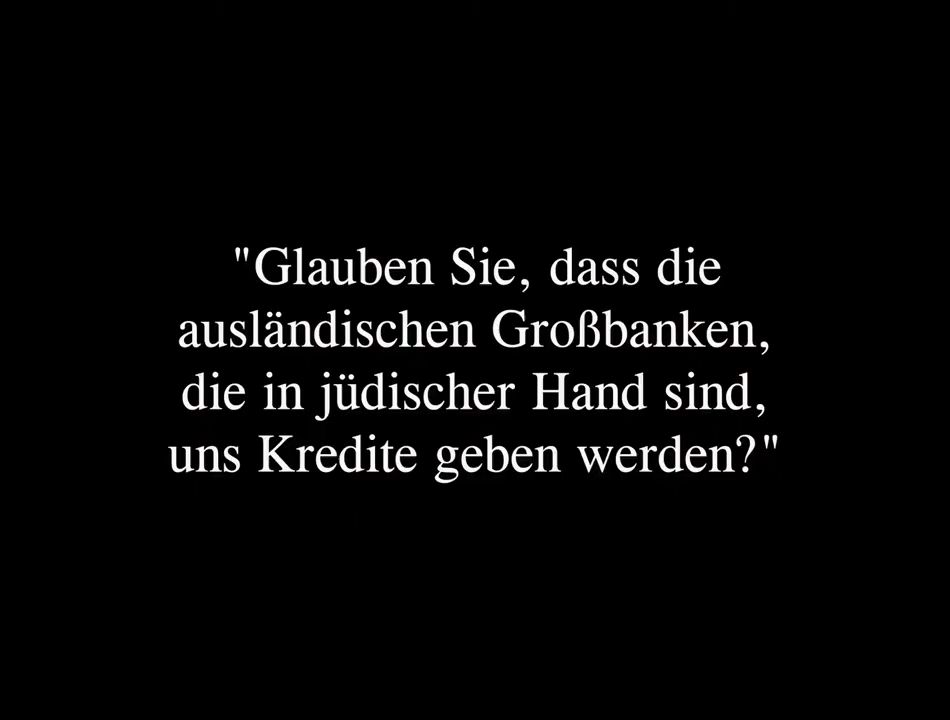 "Glauben Sie, dass die
ausländischen Großbanken,
die in jüdischer Hand sind,
uns Kredite geben werden?"